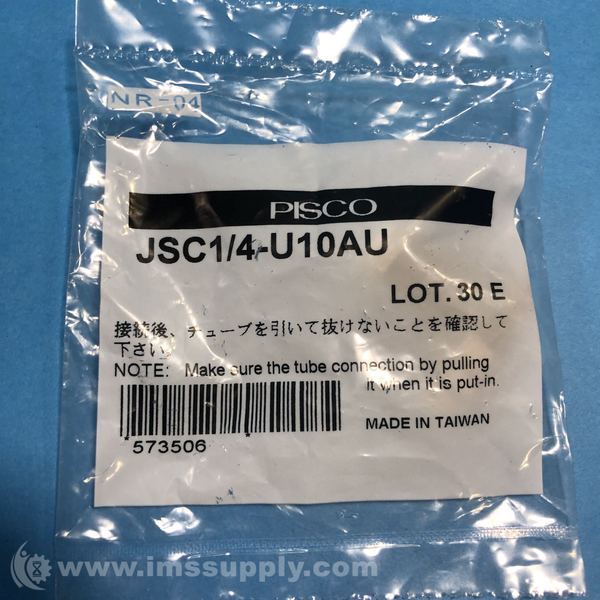 NR-04
PISCO
JSC1/4-U10AU
LOT. 30 E
接続後、チューブを引いて抜けないことを確認して
下さい。
NOTE: Make sure the tube connection by pulling
it when it is put-in.
*573506*
MADE IN TAIWAN
www.imssupply.com